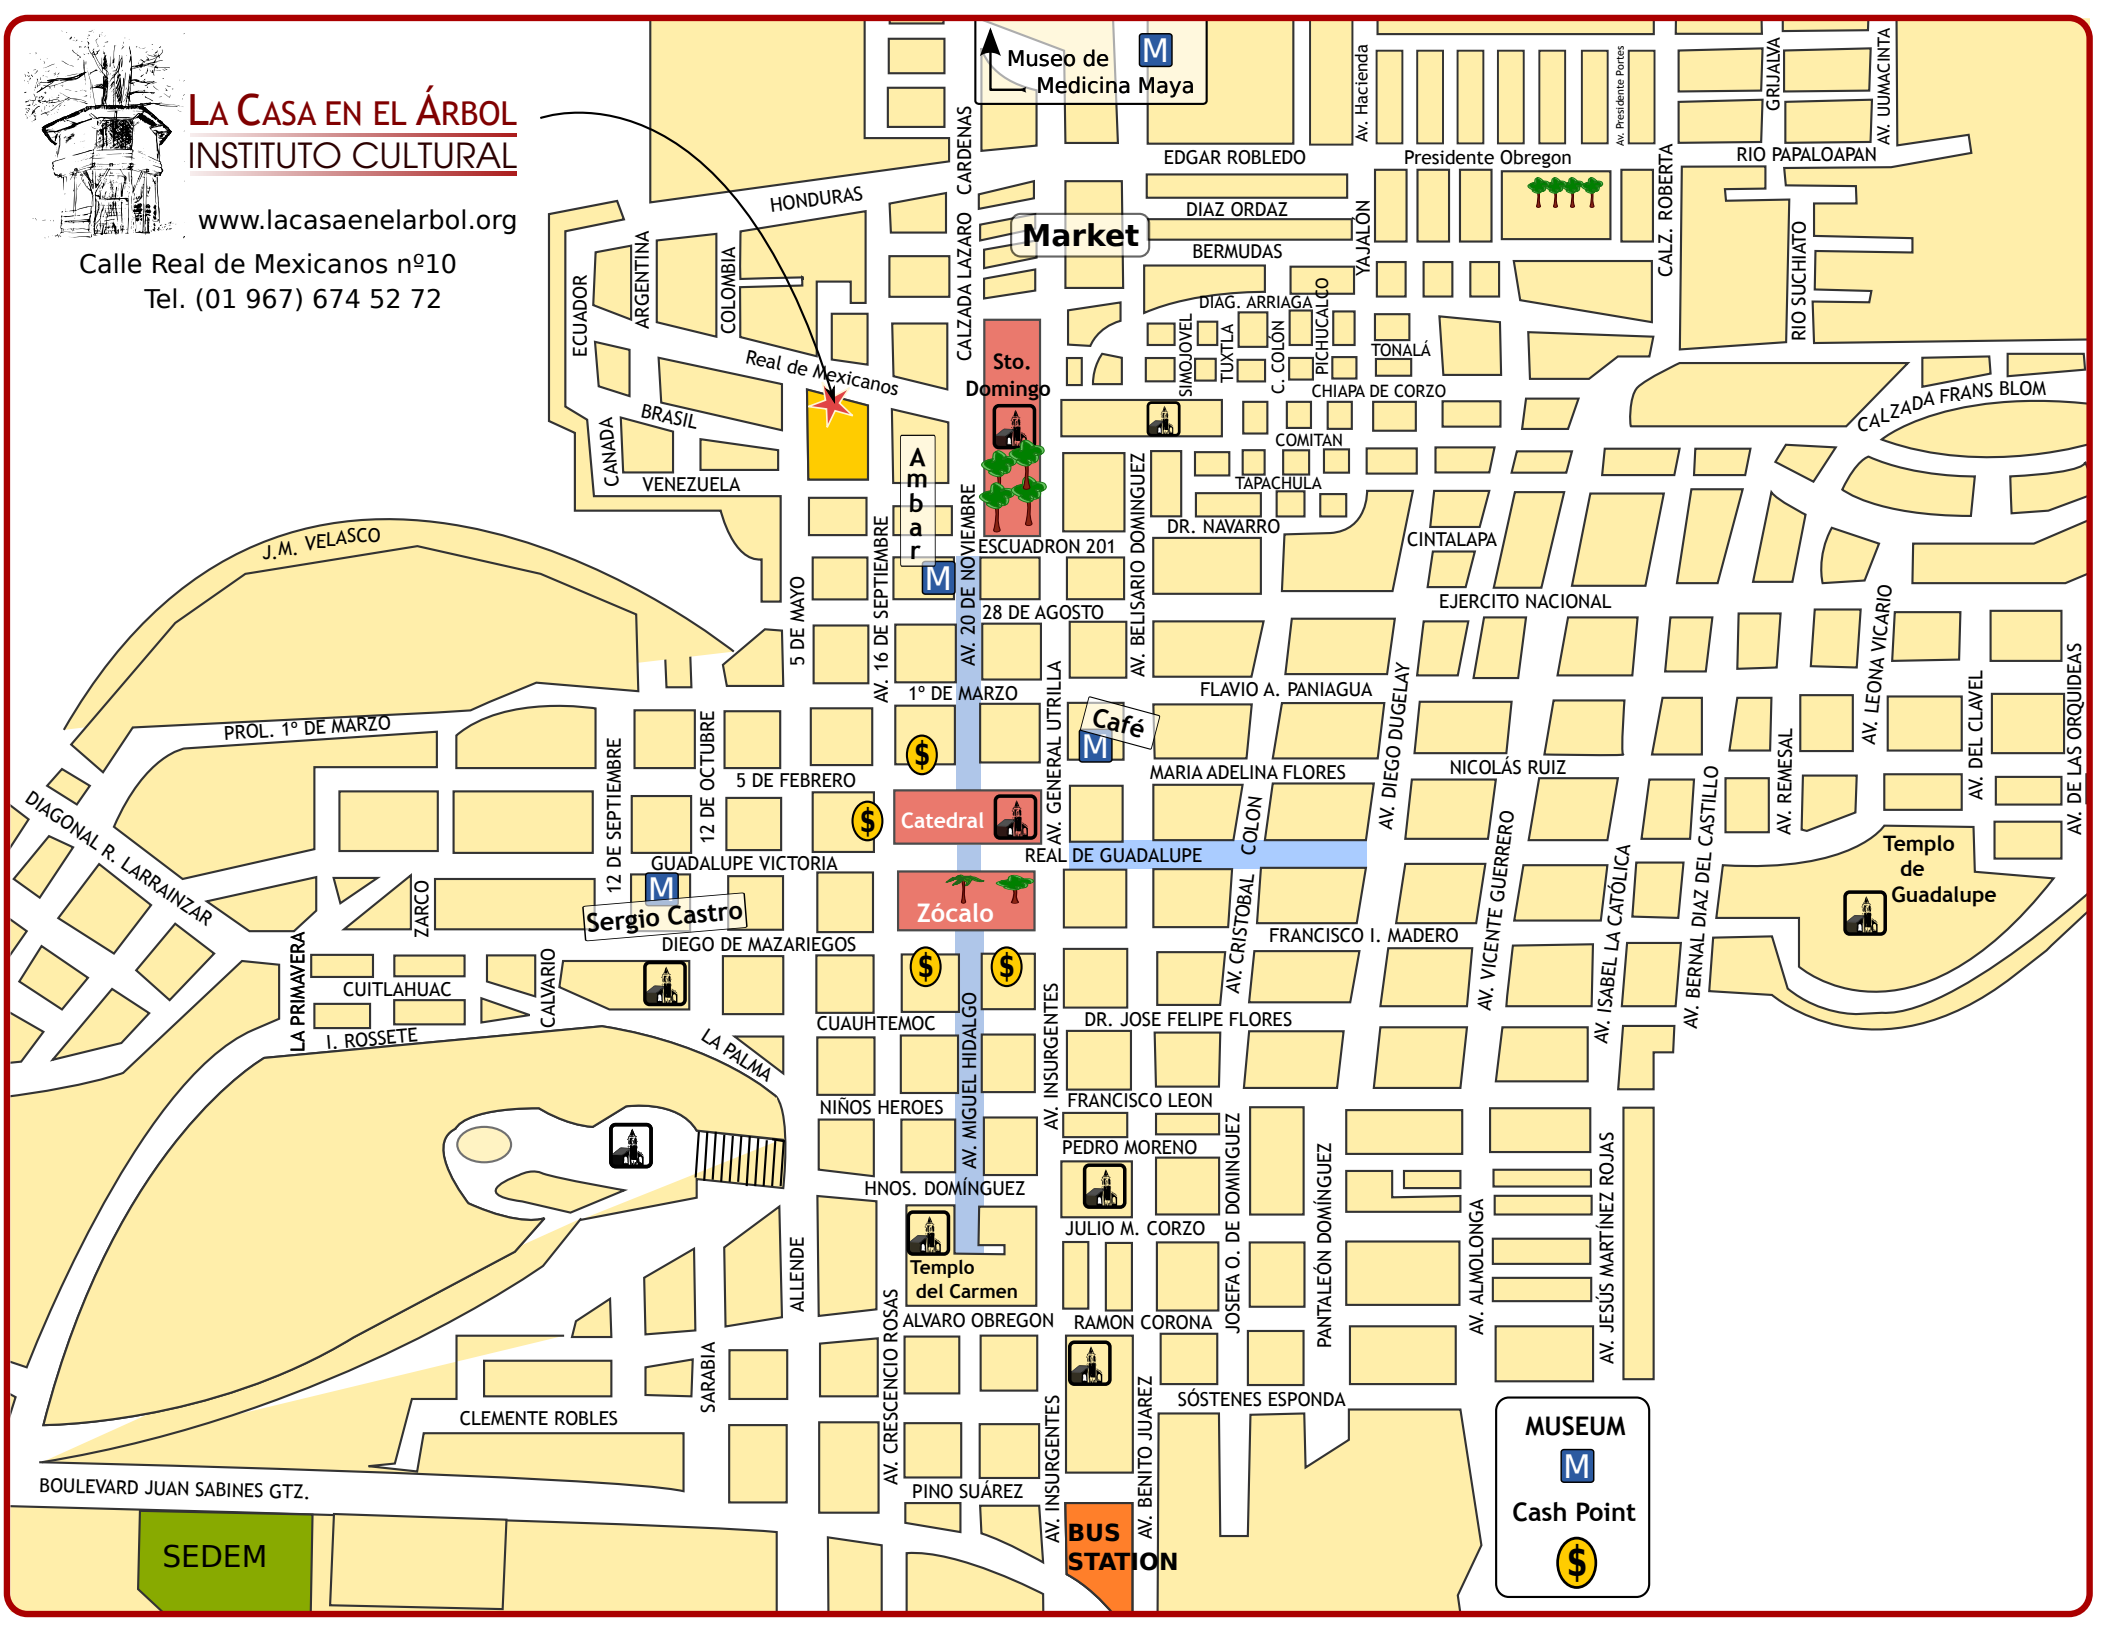 LA CASA EN EL ÁRBOL
INSTITUTO CULTURAL
www.lacasaenelarbol.org
Calle Real de Mexicanos nº10
Tel. (01 967) 674 52 72
Museo de
Medicina Maya
M
Av. Hacienda
Av. Presidente Portes
GRIJALVA
AV. UUMACINTA
EDGAR ROBLEDO
Presidente Obregon
RIO PAPALOAPAN
HONDURAS
CALZADA LAZARO CARDENAS
DIAZ ORDAZ
Market
BERMUDAS
YAJALÓN
CALZ. ROBERTA
RIO SUCHIATO
ECUADOR
ARGENTINA
COLOMBIA
DIAG. ARRIAGA
SIMOJOVEL
TUXTLA
C. COLÓN
PICHUCALCO
TONALÁ
Real de Mexicanos
Sto.
Domingo
CHIAPA DE CORZO
CALZADA FRANS BLOM
BRASIL
CANADA
VENEZUELA
Ambar
M
COMITAN
TAPACHULA
DR. NAVARRO
CINTALAPA
J.M. VELASCO
ESCUADRON 201
AV. BELISARIO DOMINGUEZ
5 DE MAYO
AV. 16 DE SEPTIEMBRE
AV. 20 DE NOVIEMBRE
28 DE AGOSTO
EJERCITO NACIONAL
AV. LEONA VICARIO
AV. DEL CLAVEL
AV. DE LAS ORQUIDEAS
1º DE MARZO
FLAVIO A. PANIAGUA
AV. DIEGO DUGELAY
PROL. 1º DE MARZO
12 DE SEPTIEMBRE
12 DE OCTUBRE
AV. GENERAL UTRILLA
Café
M
$
5 DE FEBRERO
MARIA ADELINA FLORES
NICOLÁS RUIZ
AV. REMESAL
DIAGONAL R. LARRAINZAR
$
Catedral
AV. CRISTOBAL COLON
AV. VICENTE GUERRERO
AV. ISABEL LA CATÓLICA
AV. BERNAL DIAZ DEL CASTILLO
Templo
de
Guadalupe
GUADALUPE VICTORIA
REAL DE GUADALUPE
ZARCO
M
Sergio Castro
Zócalo
DIEGO DE MAZARIEGOS
FRANCISCO I. MADERO
LA PRIMAVERA
CALVARIO
$
$
CUITLAHUAC
I. ROSSETE
LA PALMA
CUAUHTEMOC
AV. MIGUEL HIDALGO
AV. INSURGENTES
DR. JOSE FELIPE FLORES
NIÑOS HEROES
FRANCISCO LEON
PEDRO MORENO
JOSEFA O. DE DOMINGUEZ
PANTALEÓN DOMÍNGUEZ
AV. ALMOLONGA
AV. JESÚS MARTÍNEZ ROJAS
HNOS. DOMÍNGUEZ
JULIO M. CORZO
Templo
del Carmen
ALLENDE
ALVARO OBREGON
RAMON CORONA
SARABIA
AV. CRESCENCIO ROSAS
AV. INSURGENTES
AV. BENITO JUAREZ
SÓSTENES ESPONDA
CLEMENTE ROBLES
BOULEVARD JUAN SABINES GTZ.
PINO SUÁREZ
SEDEM
BUS
STATION
MUSEUM
M
Cash Point
$